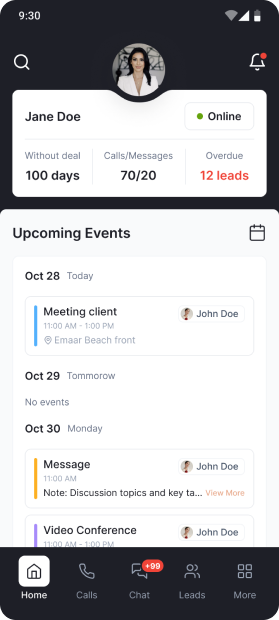 9:30
Jane Doe
Online
Without deal
Calls/Messages
Overdue
100 days
70/20
12 leads
Upcoming Events
Oct 28 Today
Meeting client
John Doe
11:00 AM - 1:00 PM
Emaar Beach front
Oct 29 Tommorow
No events
Oct 30 Monday
Message
John Doe
11:00 AM
Note: Discussion topics and key ta... View More
Video Conference
John Doe
11:00 AM - 1:00 PM
+99
Home
Calls
Chat
Leads
More